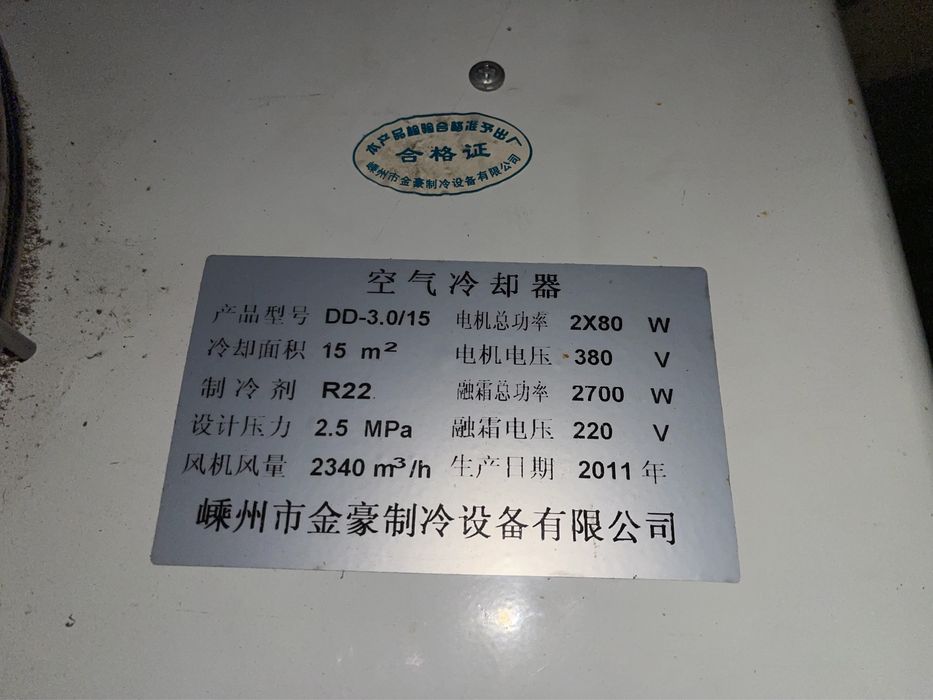 本产品检验合格准予出厂
合格证
嵊州市金豪制冷设备有限公司
空气冷却器
产品型号 DD-3.0/15 电机总功率 2X80 W
冷却面积 15 m² 电机电压 380 V
制冷剂 R22 融霜总功率 2700 W
设计压力 2.5 MPa 融霜电压 220 V
风机风量 2340 m³/h 生产日期 2011 年
嵊州市金豪制冷设备有限公司